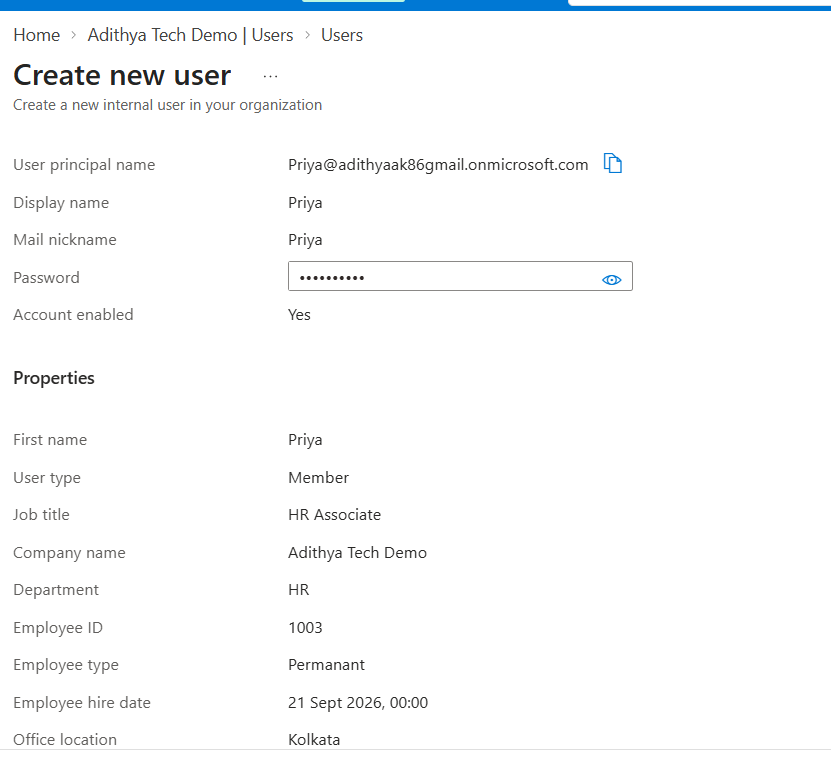 Home > Adithya Tech Demo | Users > Users
Create new user ...
Create a new internal user in your organization
User principal name Priya@adithyaak86gmail.onmicrosoft.com
Display name Priya
Mail nickname Priya
Password ••••••••••
Account enabled Yes
Properties
First name Priya
User type Member
Job title HR Associate
Company name Adithya Tech Demo
Department HR
Employee ID 1003
Employee type Permanant
Employee hire date 21 Sept 2026, 00:00
Office location Kolkata